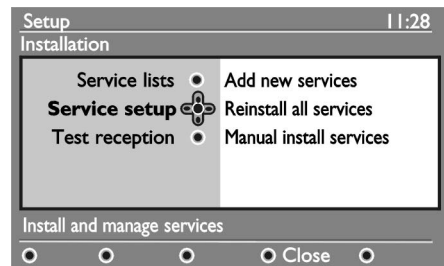 Setup 11:28
Installation
Service lists Add new services
Service setup Reinstall all services
Test reception Manual install services
Install and manage services
Close